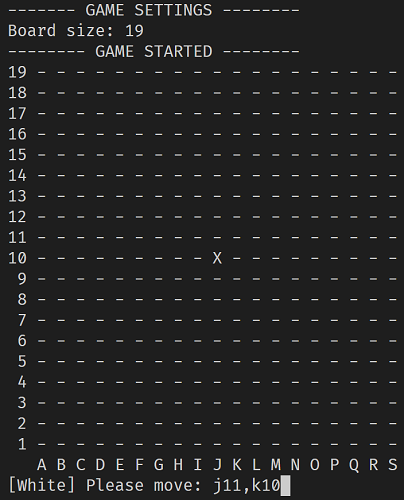 ------- GAME SETTINGS --------
Board size: 19
-------- GAME STARTED --------
19 - - - - - - - - - - - - - - - - - - -
18 - - - - - - - - - - - - - - - - - - -
17 - - - - - - - - - - - - - - - - - - -
16 - - - - - - - - - - - - - - - - - - -
15 - - - - - - - - - - - - - - - - - - -
14 - - - - - - - - - - - - - - - - - - -
13 - - - - - - - - - - - - - - - - - - -
12 - - - - - - - - - - - - - - - - - - -
11 - - - - - - - - - - - - - - - - - - -
10 - - - - - - - - - X - - - - - - - - -
 9 - - - - - - - - - - - - - - - - - - -
 8 - - - - - - - - - - - - - - - - - - -
 7 - - - - - - - - - - - - - - - - - - -
 6 - - - - - - - - - - - - - - - - - - -
 5 - - - - - - - - - - - - - - - - - - -
 4 - - - - - - - - - - - - - - - - - - -
 3 - - - - - - - - - - - - - - - - - - -
 2 - - - - - - - - - - - - - - - - - - -
 1 - - - - - - - - - - - - - - - - - - -
   A B C D E F G H I J K L M N O P Q R S
[White] Please move: j11,k10